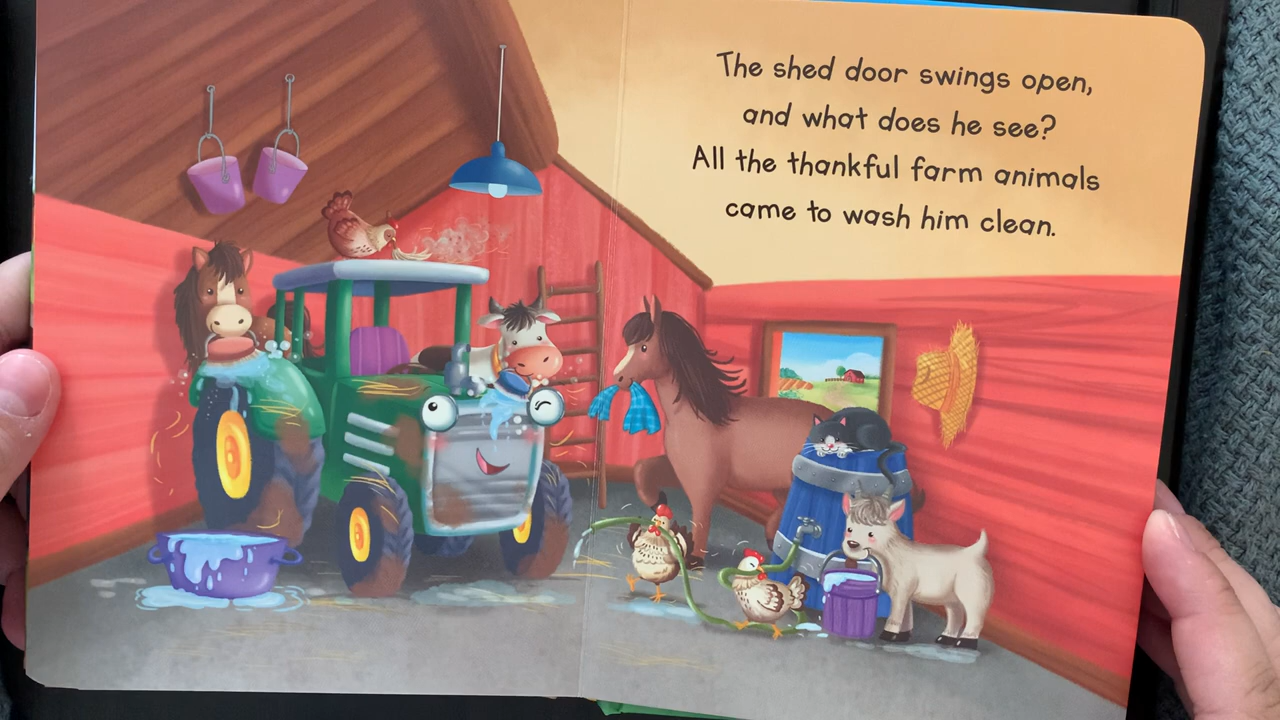 The shed door swings open,
and what does he see?
All the thankful farm animals
came to wash him clean.